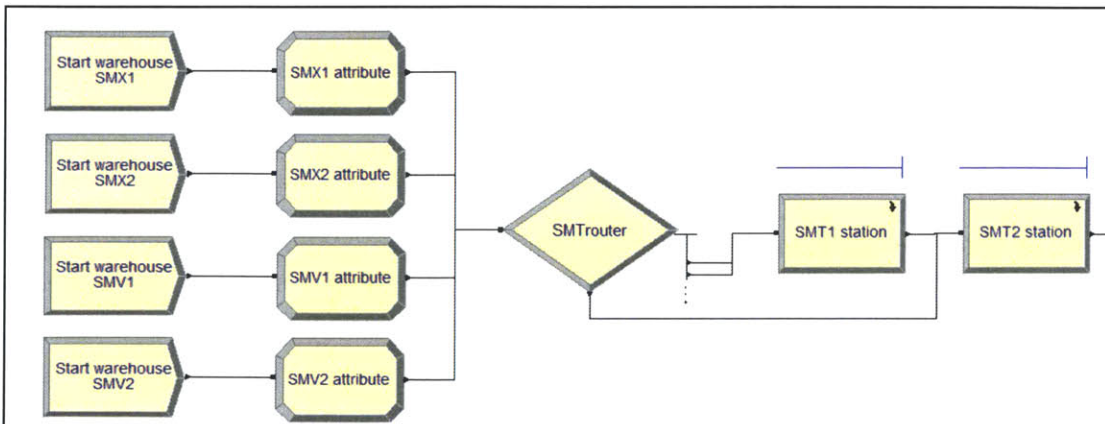 Start warehouse
SMX1
SMX1 attribute
Start warehouse
SMX2
SMX2 attribute
SMTrouter
SMT1 station
SMT2 station
Start warehouse
SMV1
SMV1 attribute
Start warehouse
SMV2
SMV2 attribute